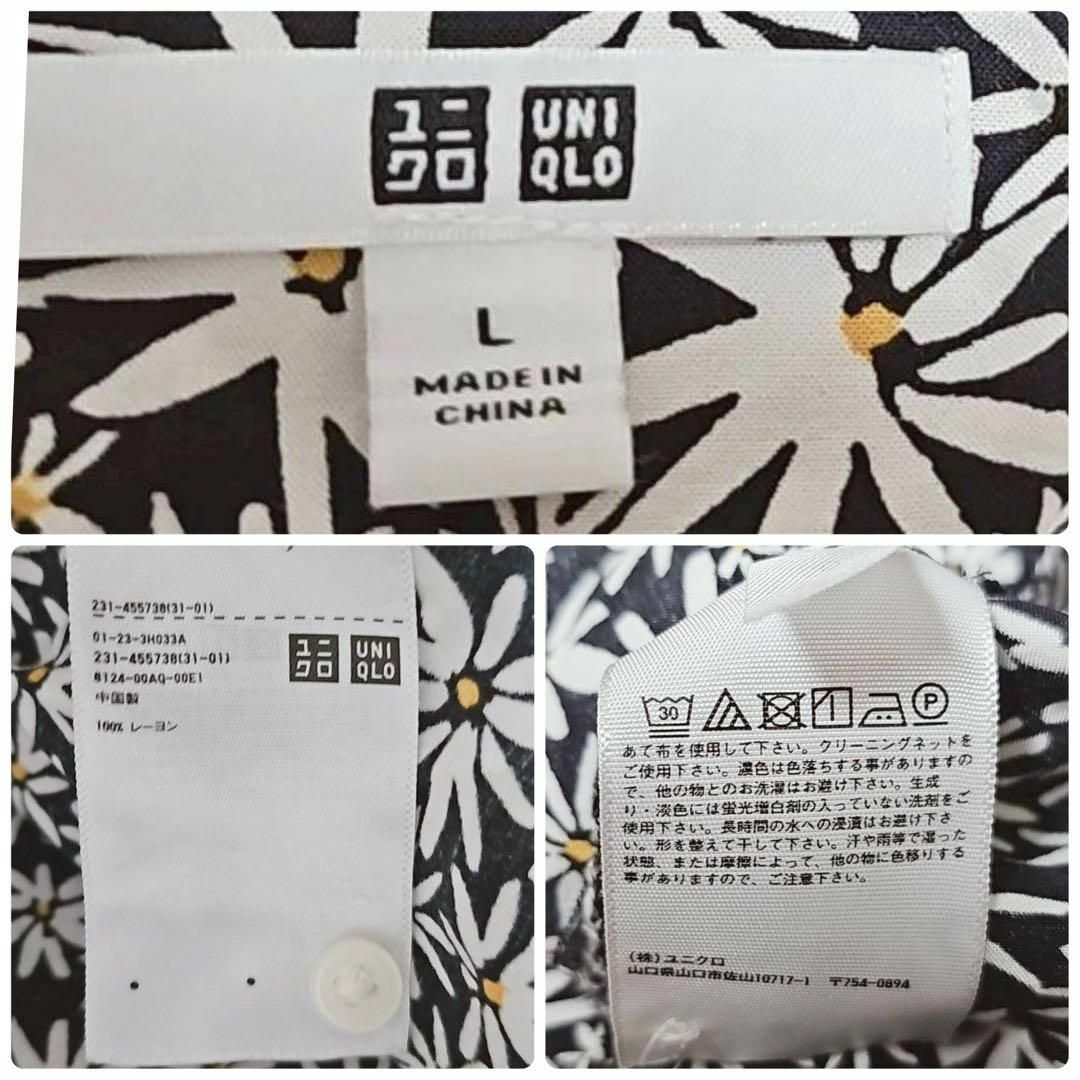 ユニ
クロ
UNI
QLO
L
MADE IN
CHINA
231-455738(31-01)
01-23-3H033A
231-455738(31-01)
8124-00AQ-00E1
中国製
100% レーヨン
ユニ
クロ
UNI
QLO
30
P
あて布を使用して下さい。クリーニングネットを
ご使用下さい。濃色は色落ちする事がありますの
で、他の物とのお洗濯はお避け下さい。生成
り・淡色には蛍光増白剤の入っていない洗剤をご
使用下さい。長時間の水への浸漬はお避け下さ
い。形を整えて干して下さい。汗や雨等で湿った
状態、または摩擦によって、他の物に色移りする
事がありますので、ご注意下さい。
(株)ユニクロ
山口県山口市佐山10717-1 〒754-0894